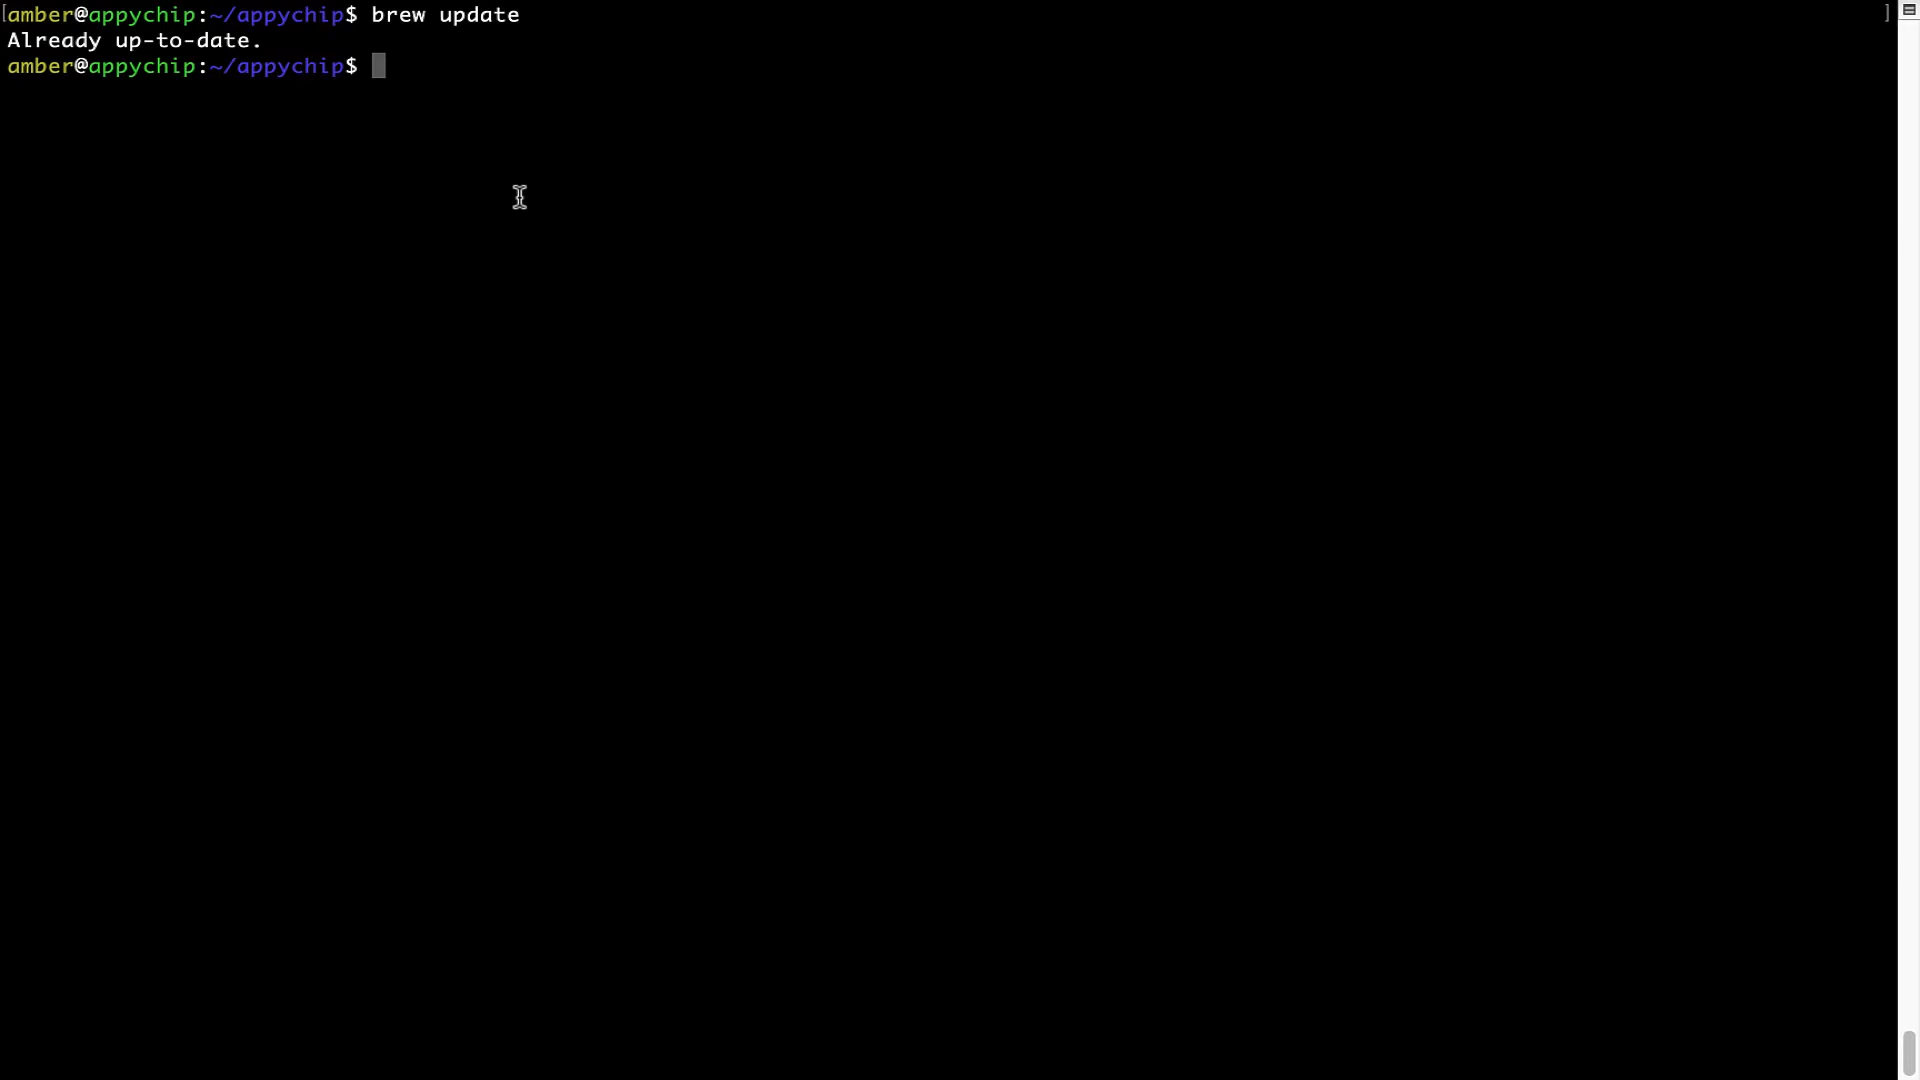 [amber@appychip:~/appychip$ brew update ]
Already up-to-date.
amber@appychip:~/appychip$